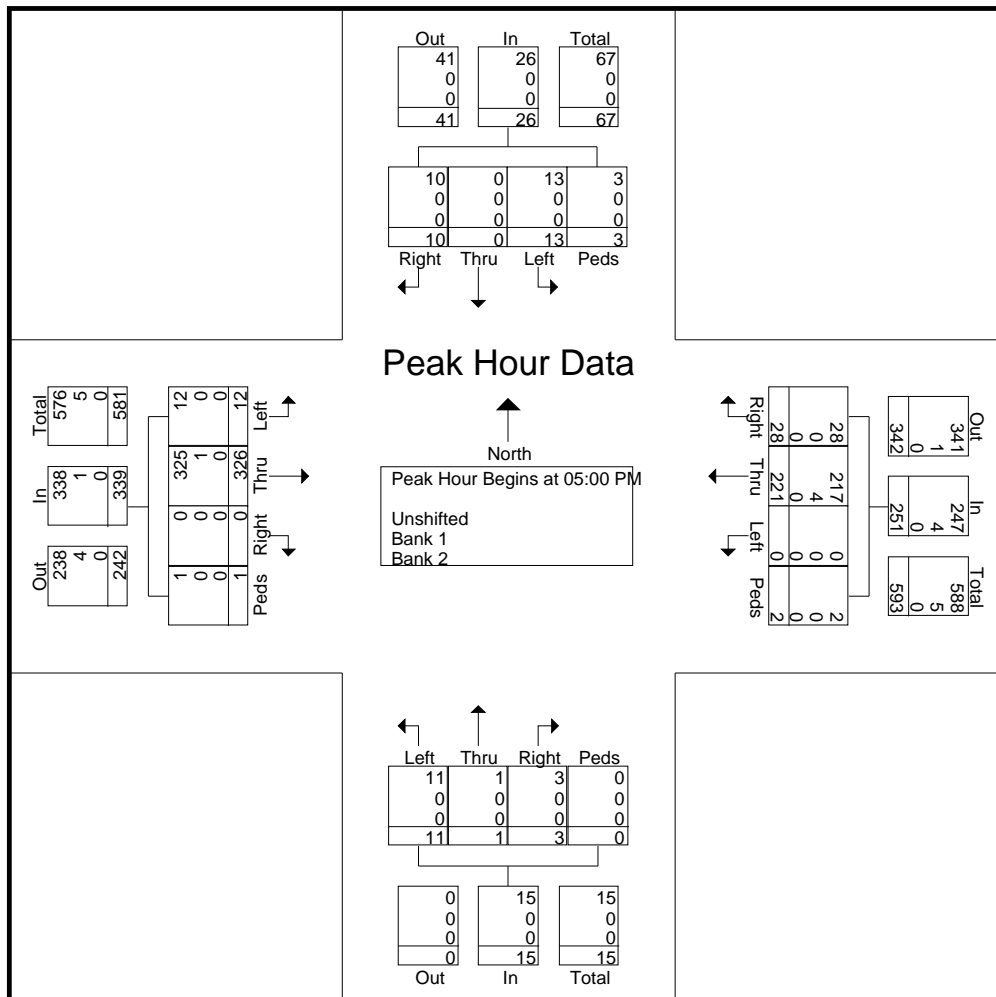 Out In Total
41 26 67
0 0 0
0 0 0
41 26 67
10 0 13 3
0 0 0 0
0 0 0 0
10 0 13 3
Right Thru Left Peds
Peak Hour Data
North
Peak Hour Begins at 05:00 PM
Unshifted
Bank 1
Bank 2
Total
576
5
0
581
In
338
1
0
339
Out
238
4
0
242
12
0
0
12
Left
325
1
0
326
Thru
0
0
0
0
Right
1
0
0
1
Peds
Right
28
0
0
28
Thru
217
4
0
221
Left
0
0
0
0
Peds
2
0
0
2
Out
341
1
0
342
In
247
4
0
251
Total
588
5
0
593
Left Thru Right Peds
11 1 3 0
0 0 0 0
0 0 0 0
11 1 3 0
0 15 15
0 0 0
0 0 0
0 15 15
Out In Total